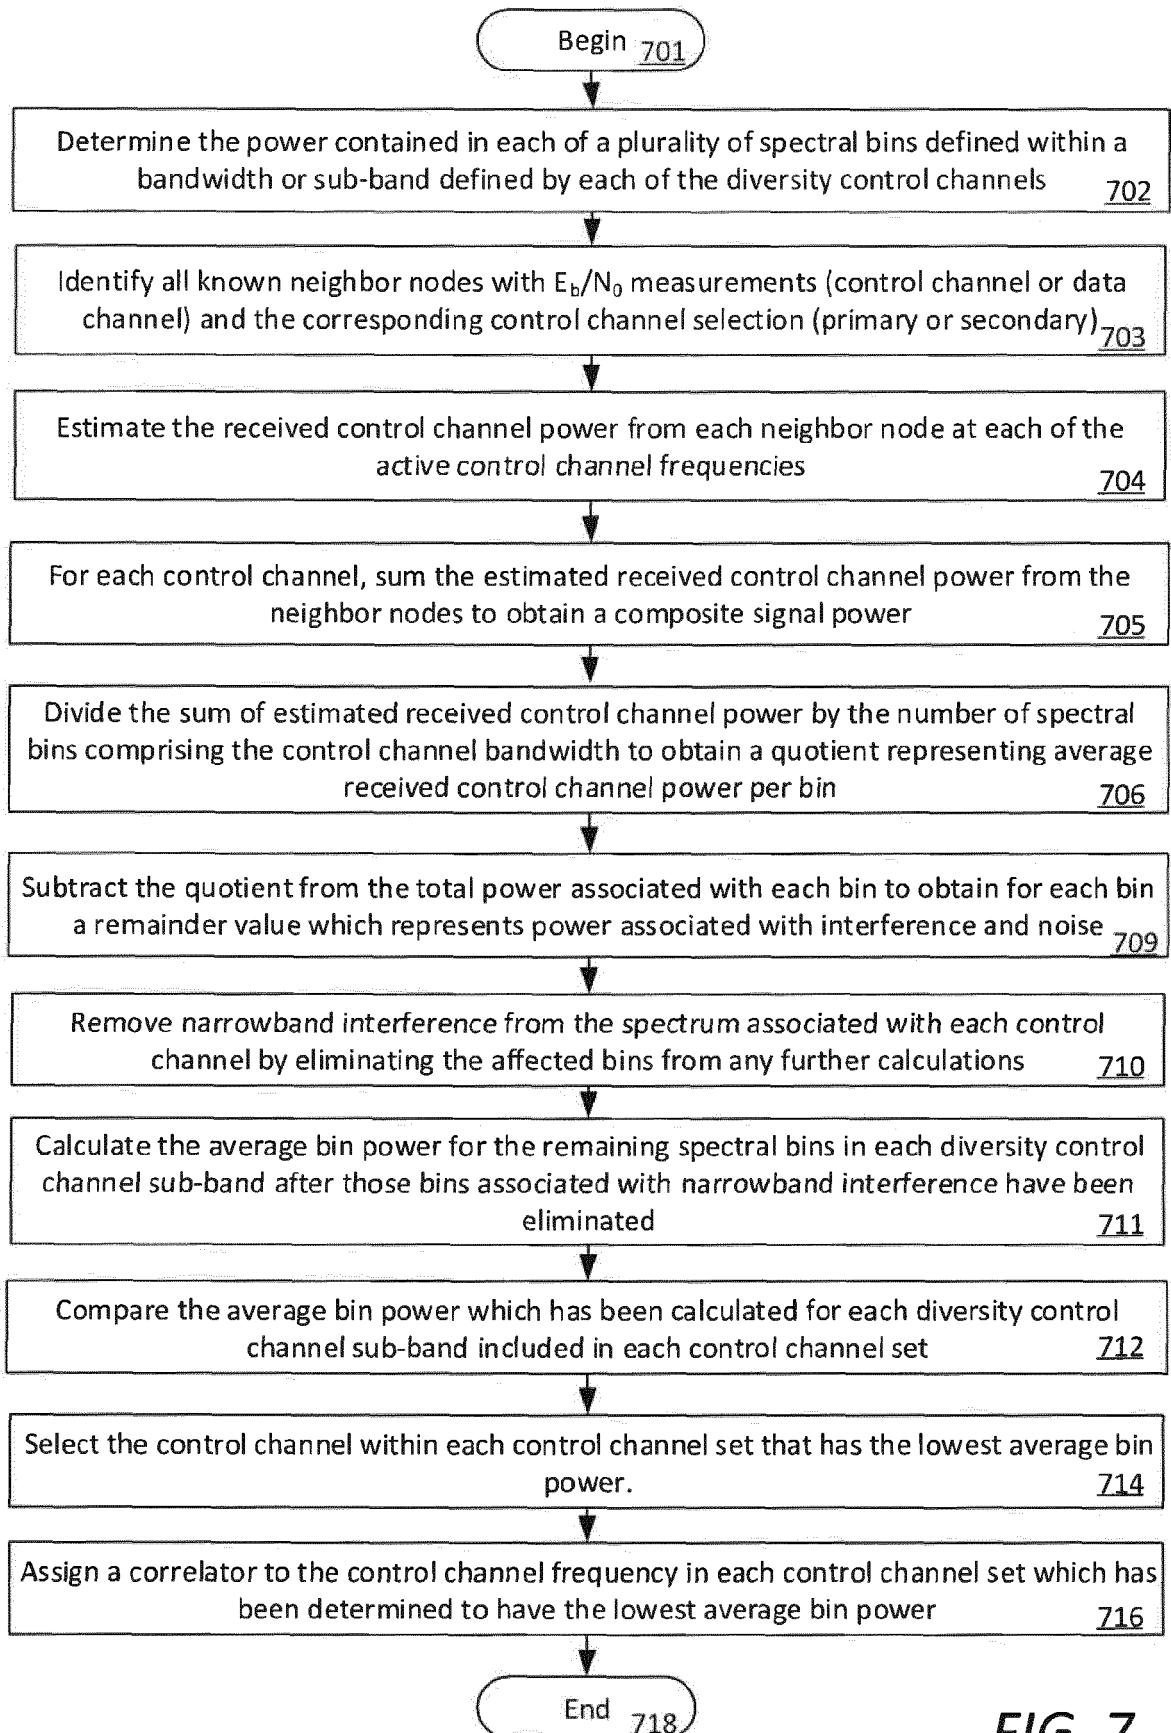 Begin 701
Determine the power contained in each of a plurality of spectral bins defined within a
bandwidth or sub-band defined by each of the diversity control channels
702
Identify all known neighbor nodes with E_b/N_0 measurements (control channel or data
channel) and the corresponding control channel selection (primary or secondary)
703
Estimate the received control channel power from each neighbor node at each of the
active control channel frequencies
704
For each control channel, sum the estimated received control channel power from the
neighbor nodes to obtain a composite signal power
705
Divide the sum of estimated received control channel power by the number of spectral
bins comprising the control channel bandwidth to obtain a quotient representing average
received control channel power per bin
706
Subtract the quotient from the total power associated with each bin to obtain for each bin
a remainder value which represents power associated with interference and noise
709
Remove narrowband interference from the spectrum associated with each control
channel by eliminating the affected bins from any further calculations
710
Calculate the average bin power for the remaining spectral bins in each diversity control
channel sub-band after those bins associated with narrowband interference have been
eliminated
711
Compare the average bin power which has been calculated for each diversity control
channel sub-band included in each control channel set
712
Select the control channel within each control channel set that has the lowest average bin
power.
714
Assign a correlator to the control channel frequency in each control channel set which has
been determined to have the lowest average bin power
716
End 718
FIG. 7